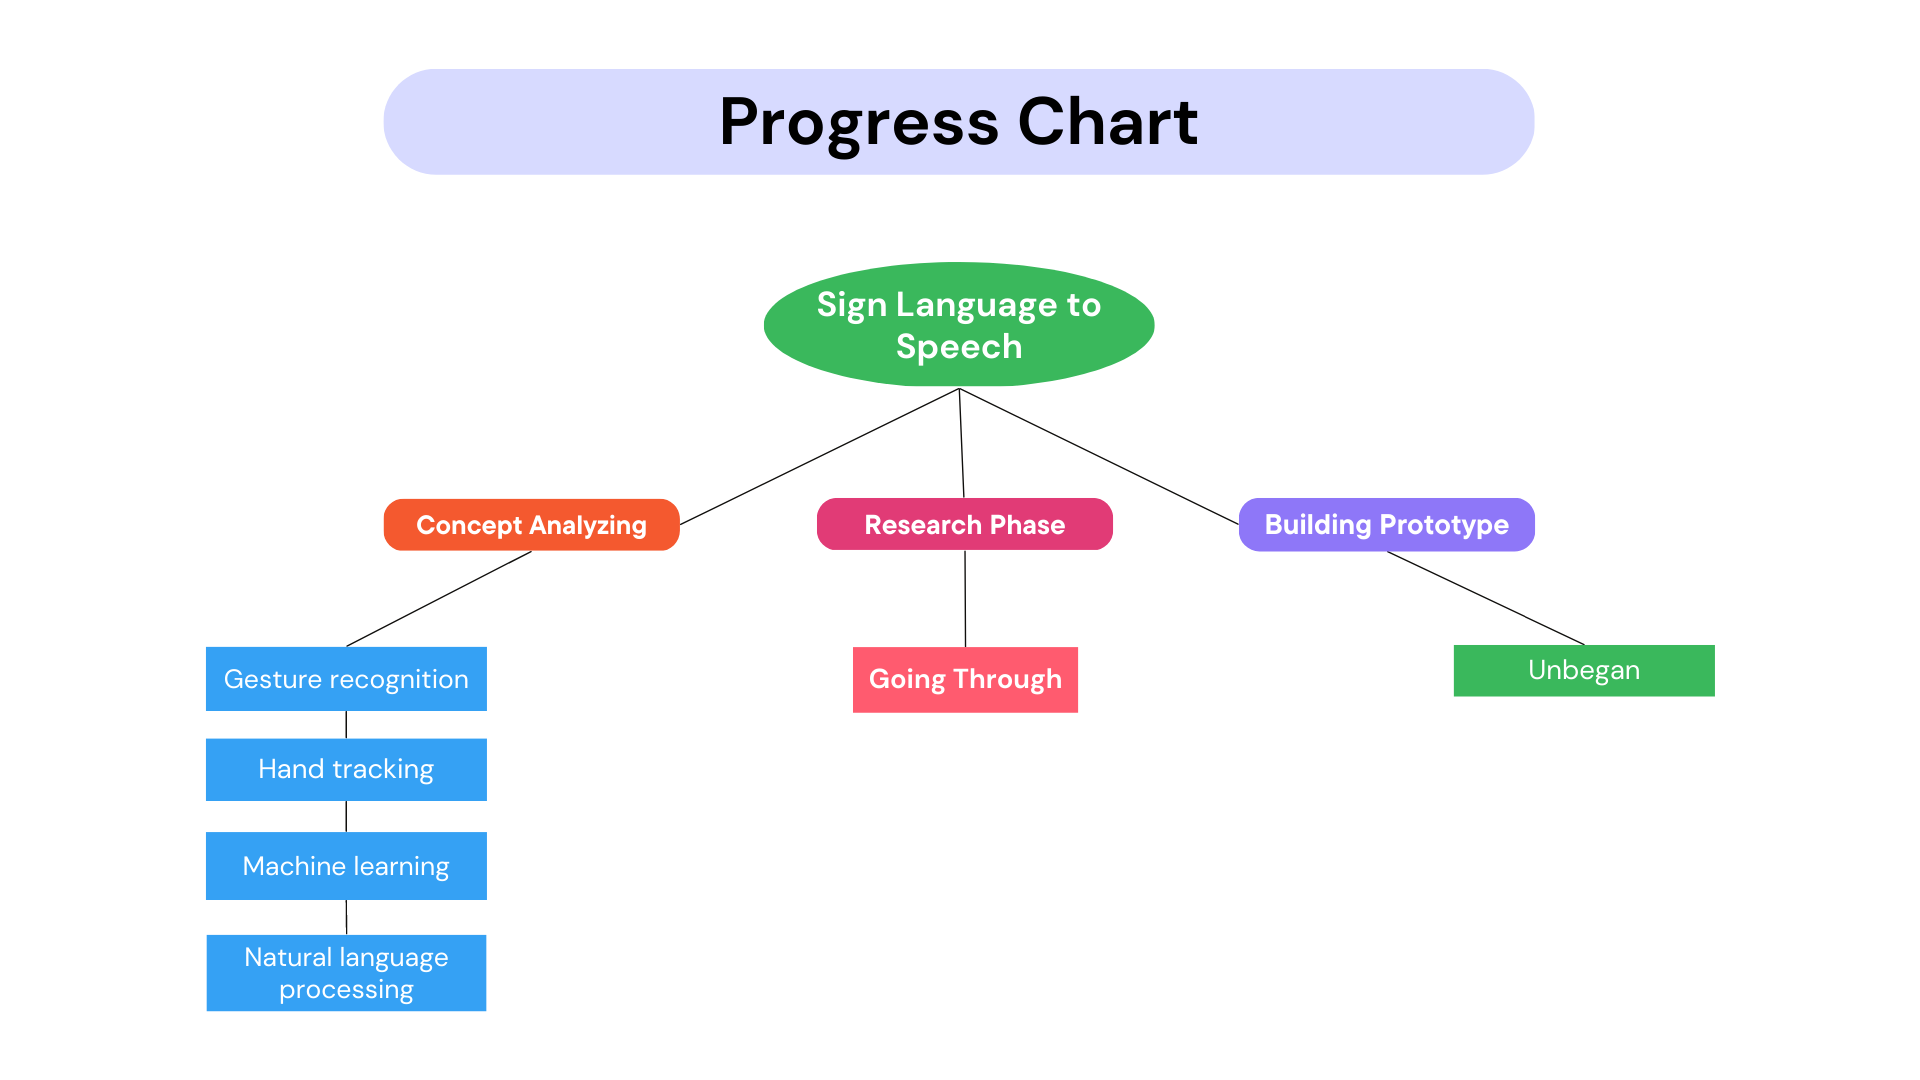 Progress Chart
Sign Language to
Speech
Concept Analyzing
Research Phase
Building Prototype
Gesture recognition
Going Through
Unbegan
Hand tracking
Machine learning
Natural language
processing